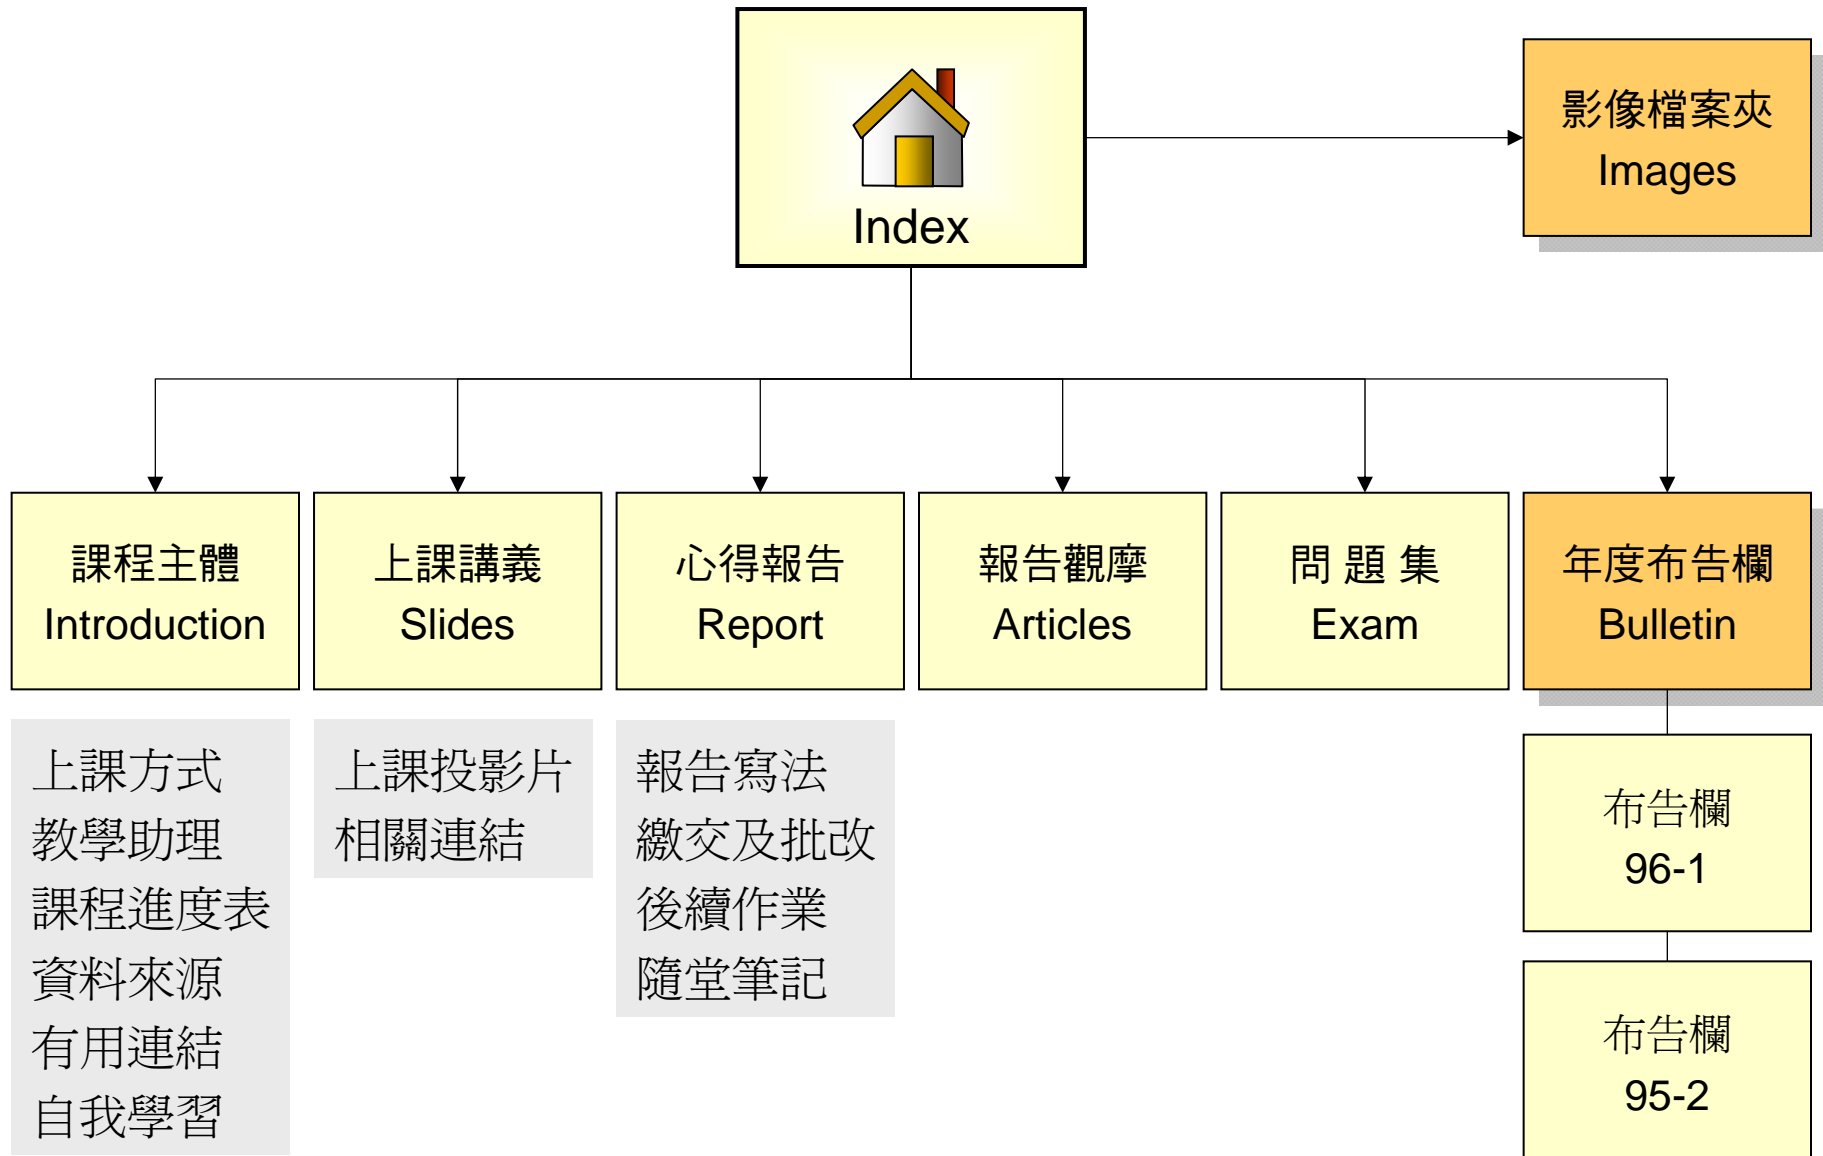 Index
影像檔案夾
Images
課程主體
Introduction
上課講義
Slides
心得報告
Report
報告觀摩
Articles
問 題 集
Exam
年度布告欄
Bulletin
上課方式
教學助理
課程進度表
資料來源
有用連結
自我學習
上課投影片
相關連結
報告寫法
繳交及批改
後續作業
隨堂筆記
布告欄
96-1
布告欄
95-2